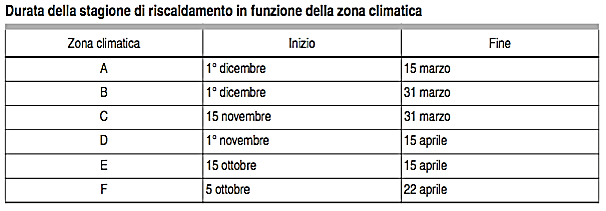 Durata della stagione di riscaldamento in funzione della zona climatica
Zona climatica Inizio Fine
A 1° dicembre 15 marzo
B 1° dicembre 31 marzo
C 15 novembre 31 marzo
D 1° novembre 15 aprile
E 15 ottobre 15 aprile
F 5 ottobre 22 aprile